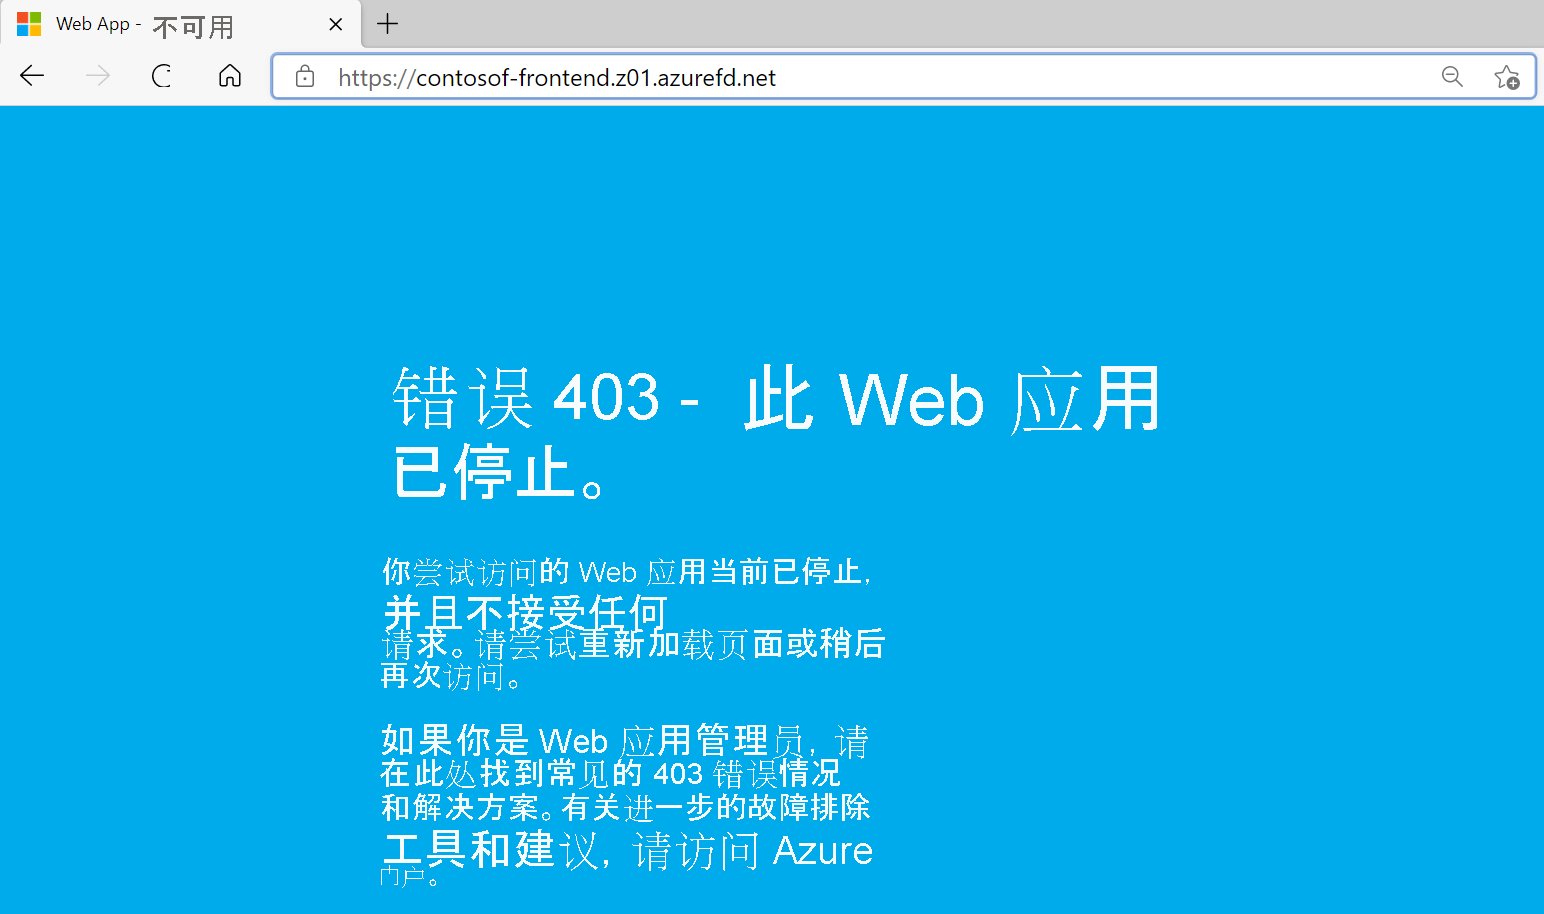 Web App - 不可用
https://contosof-frontend.z01.azurefd.net
错误 403 - 此 Web 应用
已停止。
你尝试访问的 Web 应用当前已停止，
并且不接受任何
请求。请尝试重新加载页面或稍后
再次访问。
如果你是 Web 应用管理员，请
在此处找到常见的 403 错误情况
和解决方案。有关进一步的故障排除
工具和建议，请访问 Azure
门户。